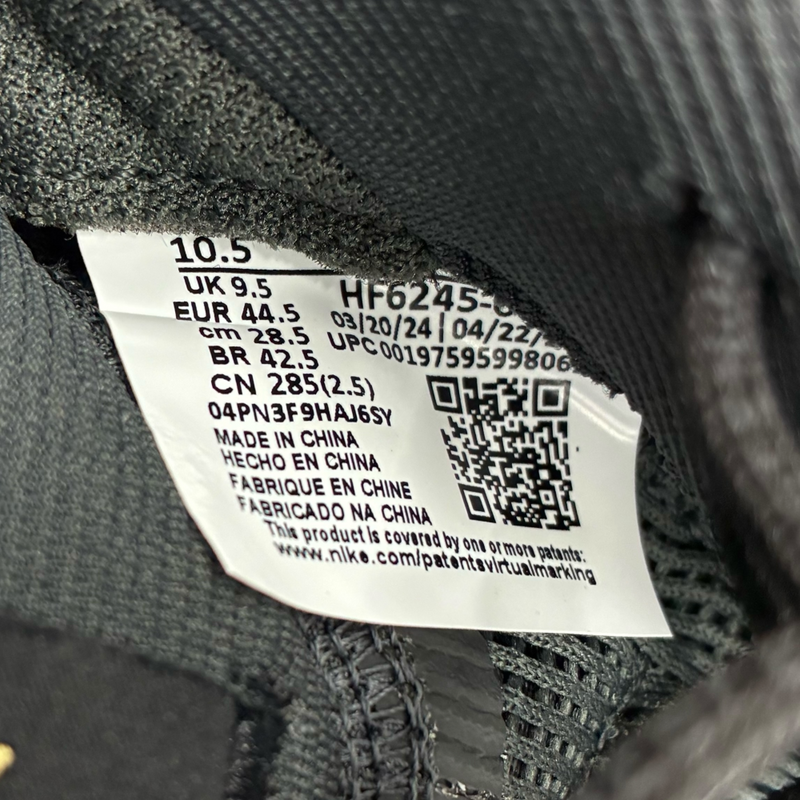 10.5
UK 9.5
EUR 44.5
cm 28.5
BR 42.5
CN 285(2.5)
04PN3F9HAJ6SY
HF6245-
03/20/24 | 04/22/
UPC 0019759599806
MADE IN CHINA
HECHO EN CHINA
FABRIQUE EN CHINE
FABRICADO NA CHINA
This product is covered by one or more patents:
www.nike.com/patentsvirtualmarking